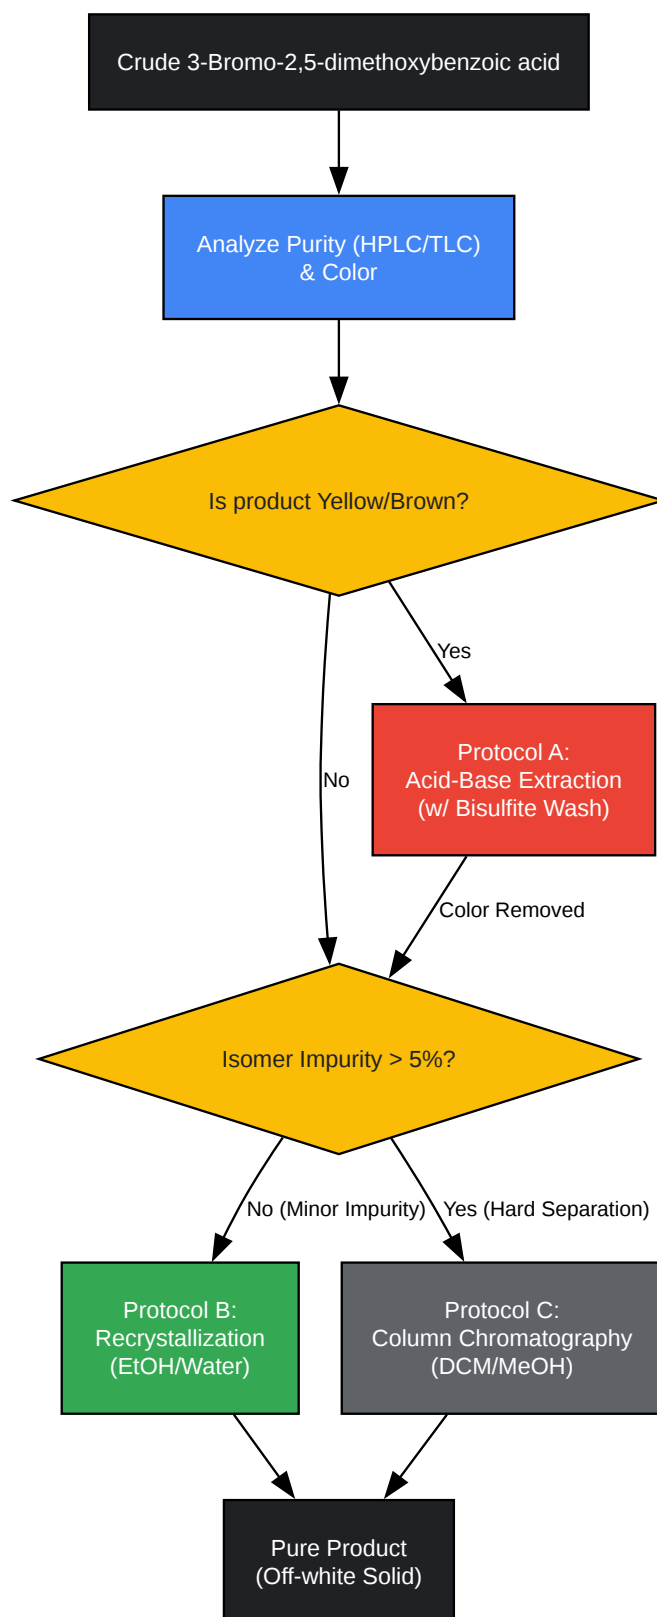 Crude 3-Bromo-2,5-dimethoxybenzoic acid
Analyze Purity (HPLC/TLC)
& Color
Is product Yellow/Brown?
Yes
No
Protocol A:
Acid-Base Extraction
(w/ Bisulfite Wash)
Color Removed
Isomer Impurity > 5%?
No (Minor Impurity)
Yes (Hard Separation)
Protocol B:
Recrystallization
(EtOH/Water)
Protocol C:
Column Chromatography
(DCM/MeOH)
Pure Product
(Off-white Solid)